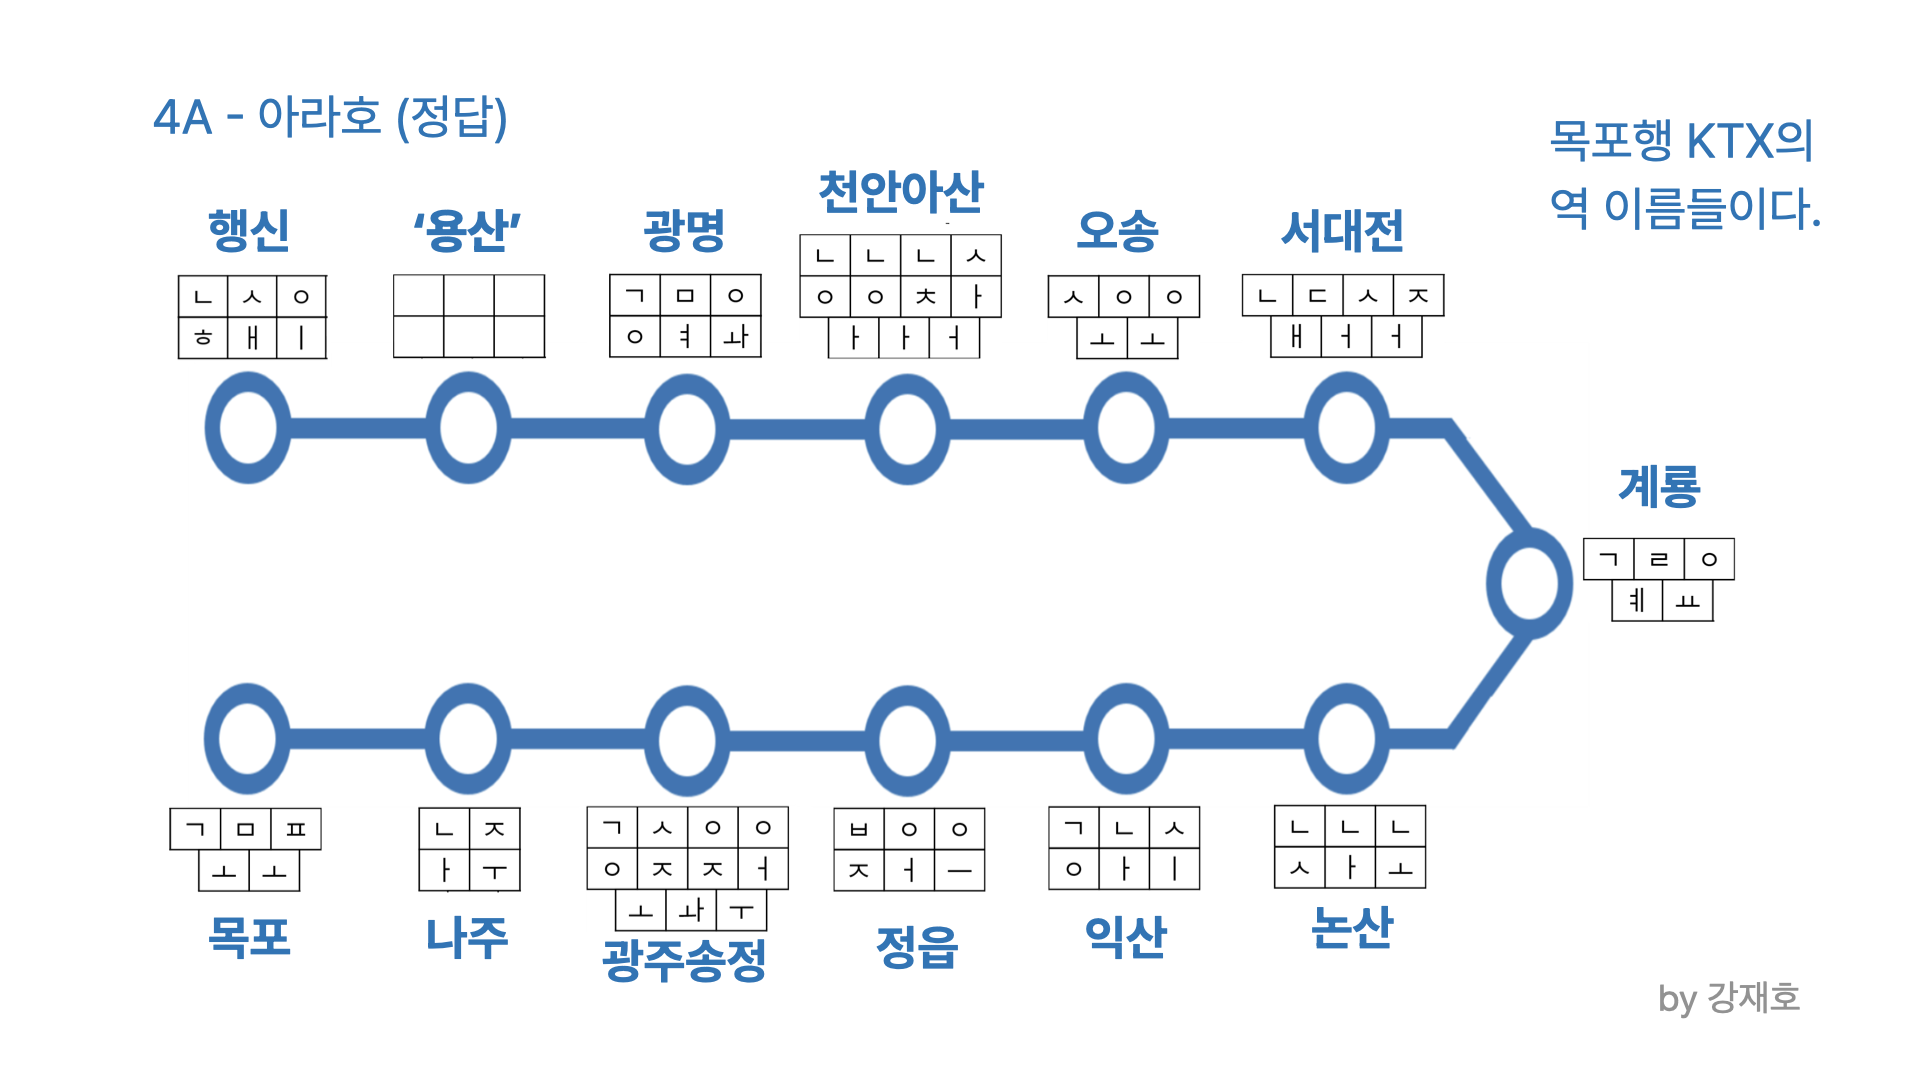 4A - 아라호 (정답)
목포행 KTX의
역 이름들이다.
행신
ㄴ ㅅ ㅇ
ㅎ ㅐ ㅣ
‘용산’
광명
ㄱ ㅁ ㅇ
ㅇ ㅕ ㅘ
천안아산
ㄴ ㄴ ㄴ ㅅ
ㅇ ㅇ ㅊ ㅏ
ㅏ ㅏ ㅓ
오송
ㅅ ㅇ ㅇ
ㅗ ㅗ
서대전
ㄴ ㄷ ㅅ ㅈ
ㅐ ㅓ ㅓ
계룡
ㄱ ㄹ ㅇ
ㅖ ㅛ
ㄱ ㅁ ㅍ
ㅗ ㅗ
목포
ㄴ ㅈ
ㅏ ㅜ
나주
ㄱ ㅅ ㅇ ㅇ
ㅇ ㅈ ㅈ ㅓ
ㅗ ㅘ ㅜ
광주송정
ㅂ ㅇ ㅇ
ㅈ ㅓ ㅡ
정읍
ㄱ ㄴ ㅅ
ㅇ ㅏ ㅣ
익산
ㄴ ㄴ ㄴ
ㅅ ㅏ ㅗ
논산
by 강재호